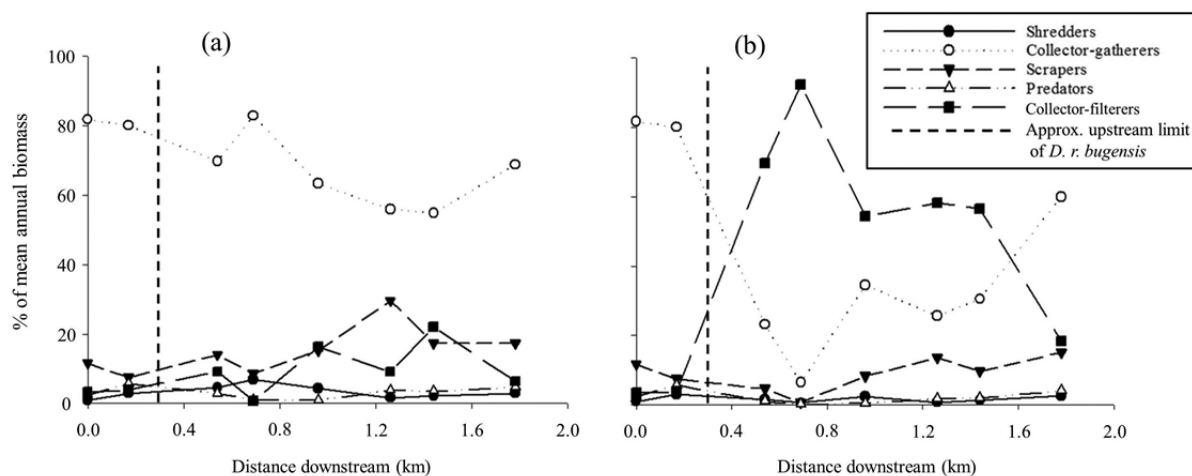 (a)
(b)
Shredders
Collector-gatherers
Scrapers
Predators
Collector-filterers
Approx. upstream limit
of D. r. bugensis
% of mean annual biomass
100
80
60
40
20
0
0.0 0.4 0.8 1.2 1.6 2.0
0.0 0.4 0.8 1.2 1.6 2.0
Distance downstream (km)
Distance downstream (km)